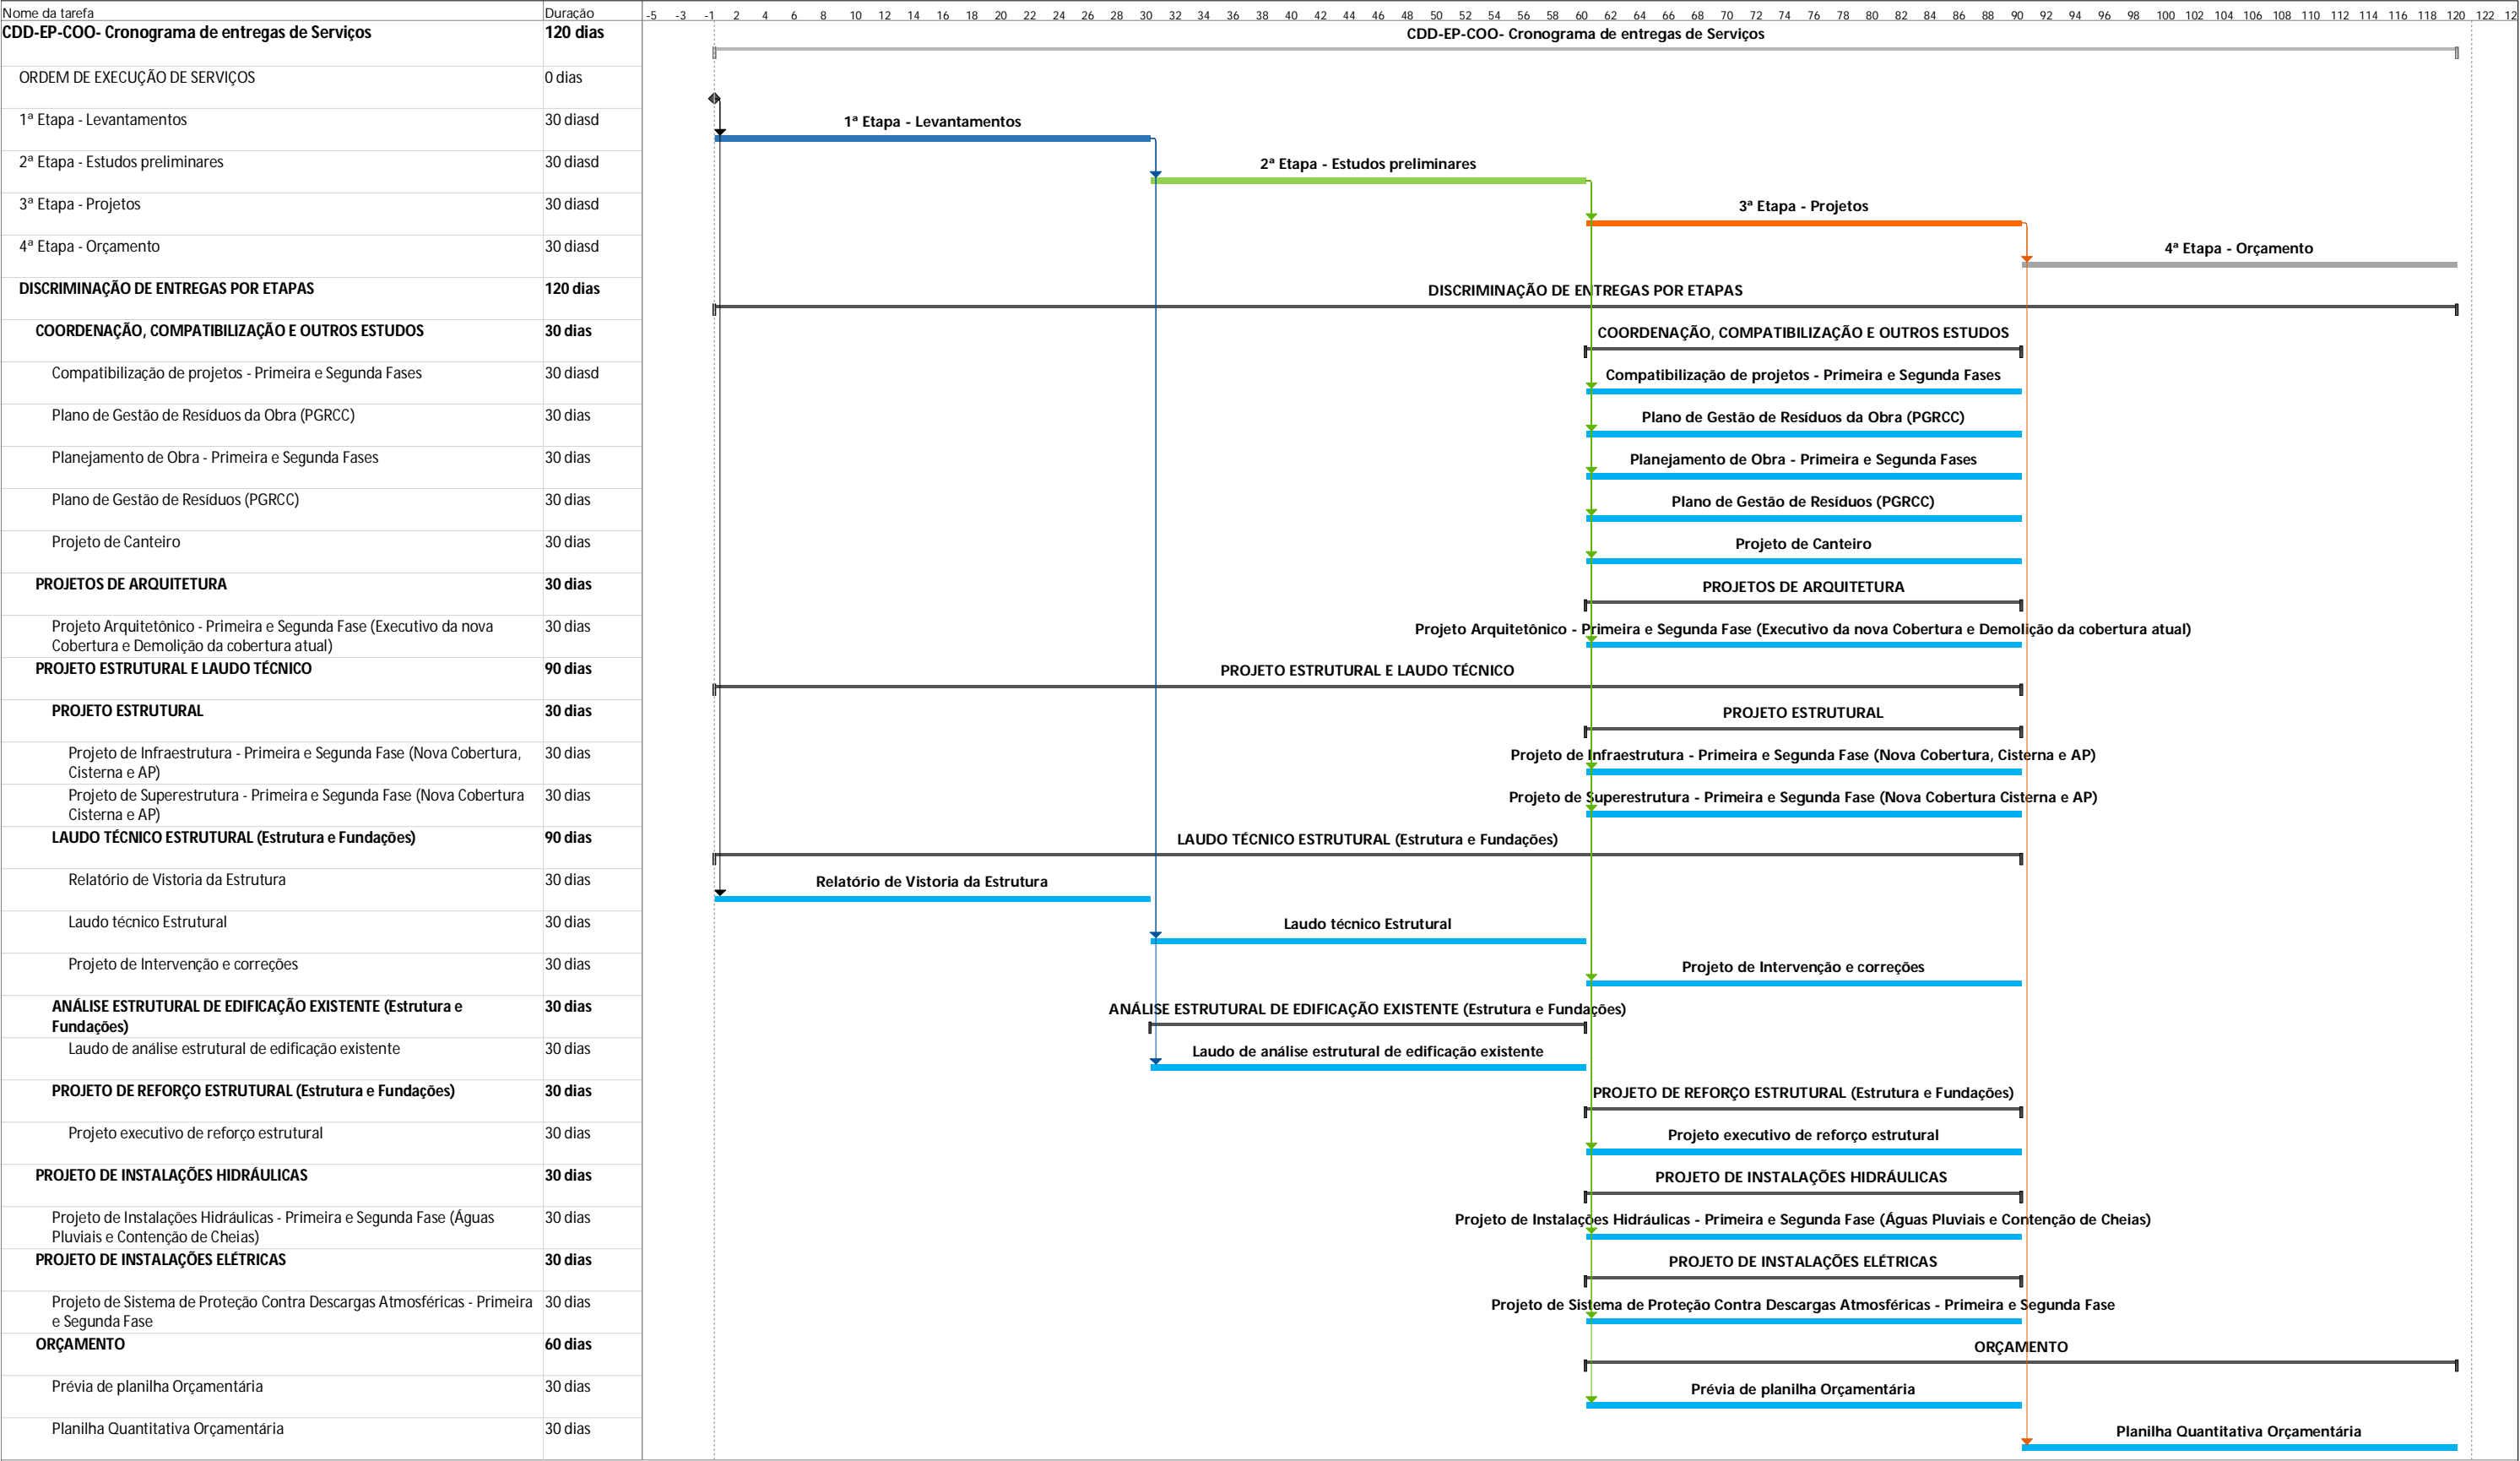 Nome da tarefa Duração -5 -3 -1 2 4 6 8 10 12 14 16 18 20 22 24 26 28 30 32 34 36 38 40 42 44 46 48 50 52 54 56 58 60 62 64 66 68 70 72 74 76 78 80 82 84 86 88 90 92 94 96 98 100 102 104 106 108 110 112 114 116 118 120 122 12
CDD-EP-COO- Cronograma de entregas de Serviços 120 dias CDD-EP-COO- Cronograma de entregas de Serviços
ORDEM DE EXECUÇÃO DE SERVIÇOS 0 dias
1ª Etapa - Levantamentos 30 diasd 1ª Etapa - Levantamentos
2ª Etapa - Estudos preliminares 30 diasd 2ª Etapa - Estudos preliminares
3ª Etapa - Projetos 30 diasd 3ª Etapa - Projetos
4ª Etapa - Orçamento 30 diasd 4ª Etapa - Orçamento
DISCRIMINAÇÃO DE ENTREGAS POR ETAPAS 120 dias DISCRIMINAÇÃO DE ENTREGAS POR ETAPAS
COORDENAÇÃO, COMPATIBILIZAÇÃO E OUTROS ESTUDOS 30 dias COORDENAÇÃO, COMPATIBILIZAÇÃO E OUTROS ESTUDOS
Compatibilização de projetos - Primeira e Segunda Fases 30 diasd Compatibilização de projetos - Primeira e Segunda Fases
Plano de Gestão de Resíduos da Obra (PGRCC) 30 dias Plano de Gestão de Resíduos da Obra (PGRCC)
Planejamento de Obra - Primeira e Segunda Fases 30 dias Planejamento de Obra - Primeira e Segunda Fases
Plano de Gestão de Resíduos (PGRCC) 30 dias Plano de Gestão de Resíduos (PGRCC)
Projeto de Canteiro 30 dias Projeto de Canteiro
PROJETOS DE ARQUITETURA 30 dias PROJETOS DE ARQUITETURA
Projeto Arquitetônico - Primeira e Segunda Fase (Executivo da nova 30 dias Projeto Arquitetônico - Primeira e Segunda Fase (Executivo da nova Cobertura e Demolição da cobertura atual)
Cobertura e Demolição da cobertura atual)
PROJETO ESTRUTURAL E LAUDO TÉCNICO 90 dias PROJETO ESTRUTURAL E LAUDO TÉCNICO
PROJETO ESTRUTURAL 30 dias PROJETO ESTRUTURAL
Projeto de Infraestrutura - Primeira e Segunda Fase (Nova Cobertura, 30 dias Projeto de Infraestrutura - Primeira e Segunda Fase (Nova Cobertura, Cisterna e AP)
Cisterna e AP)
Projeto de Superestrutura - Primeira e Segunda Fase (Nova Cobertura 30 dias Projeto de Superestrutura - Primeira e Segunda Fase (Nova Cobertura Cisterna e AP)
Cisterna e AP)
LAUDO TÉCNICO ESTRUTURAL (Estrutura e Fundações) 90 dias LAUDO TÉCNICO ESTRUTURAL (Estrutura e Fundações)
Relatório de Vistoria da Estrutura 30 dias Relatório de Vistoria da Estrutura
Laudo técnico Estrutural 30 dias Laudo técnico Estrutural
Projeto de Intervenção e correções 30 dias Projeto de Intervenção e correções
ANÁLISE ESTRUTURAL DE EDIFICAÇÃO EXISTENTE (Estrutura e 30 dias ANÁLISE ESTRUTURAL DE EDIFICAÇÃO EXISTENTE (Estrutura e Fundações)
Fundações)
Laudo de análise estrutural de edificação existente 30 dias Laudo de análise estrutural de edificação existente
PROJETO DE REFORÇO ESTRUTURAL (Estrutura e Fundações) 30 dias PROJETO DE REFORÇO ESTRUTURAL (Estrutura e Fundações)
Projeto executivo de reforço estrutural 30 dias Projeto executivo de reforço estrutural
PROJETO DE INSTALAÇÕES HIDRÁULICAS 30 dias PROJETO DE INSTALAÇÕES HIDRÁULICAS
Projeto de Instalações Hidráulicas - Primeira e Segunda Fase (Águas 30 dias Projeto de Instalações Hidráulicas - Primeira e Segunda Fase (Águas Pluviais e Contenção de Cheias)
Pluviais e Contenção de Cheias)
PROJETO DE INSTALAÇÕES ELÉTRICAS 30 dias PROJETO DE INSTALAÇÕES ELÉTRICAS
Projeto de Sistema de Proteção Contra Descargas Atmosféricas - Primeira 30 dias Projeto de Sistema de Proteção Contra Descargas Atmosféricas - Primeira e Segunda Fase
e Segunda Fase
ORÇAMENTO 60 dias ORÇAMENTO
Prévia de planilha Orçamentária 30 dias Prévia de planilha Orçamentária
Planilha Quantitativa Orçamentária 30 dias Planilha Quantitativa Orçamentária